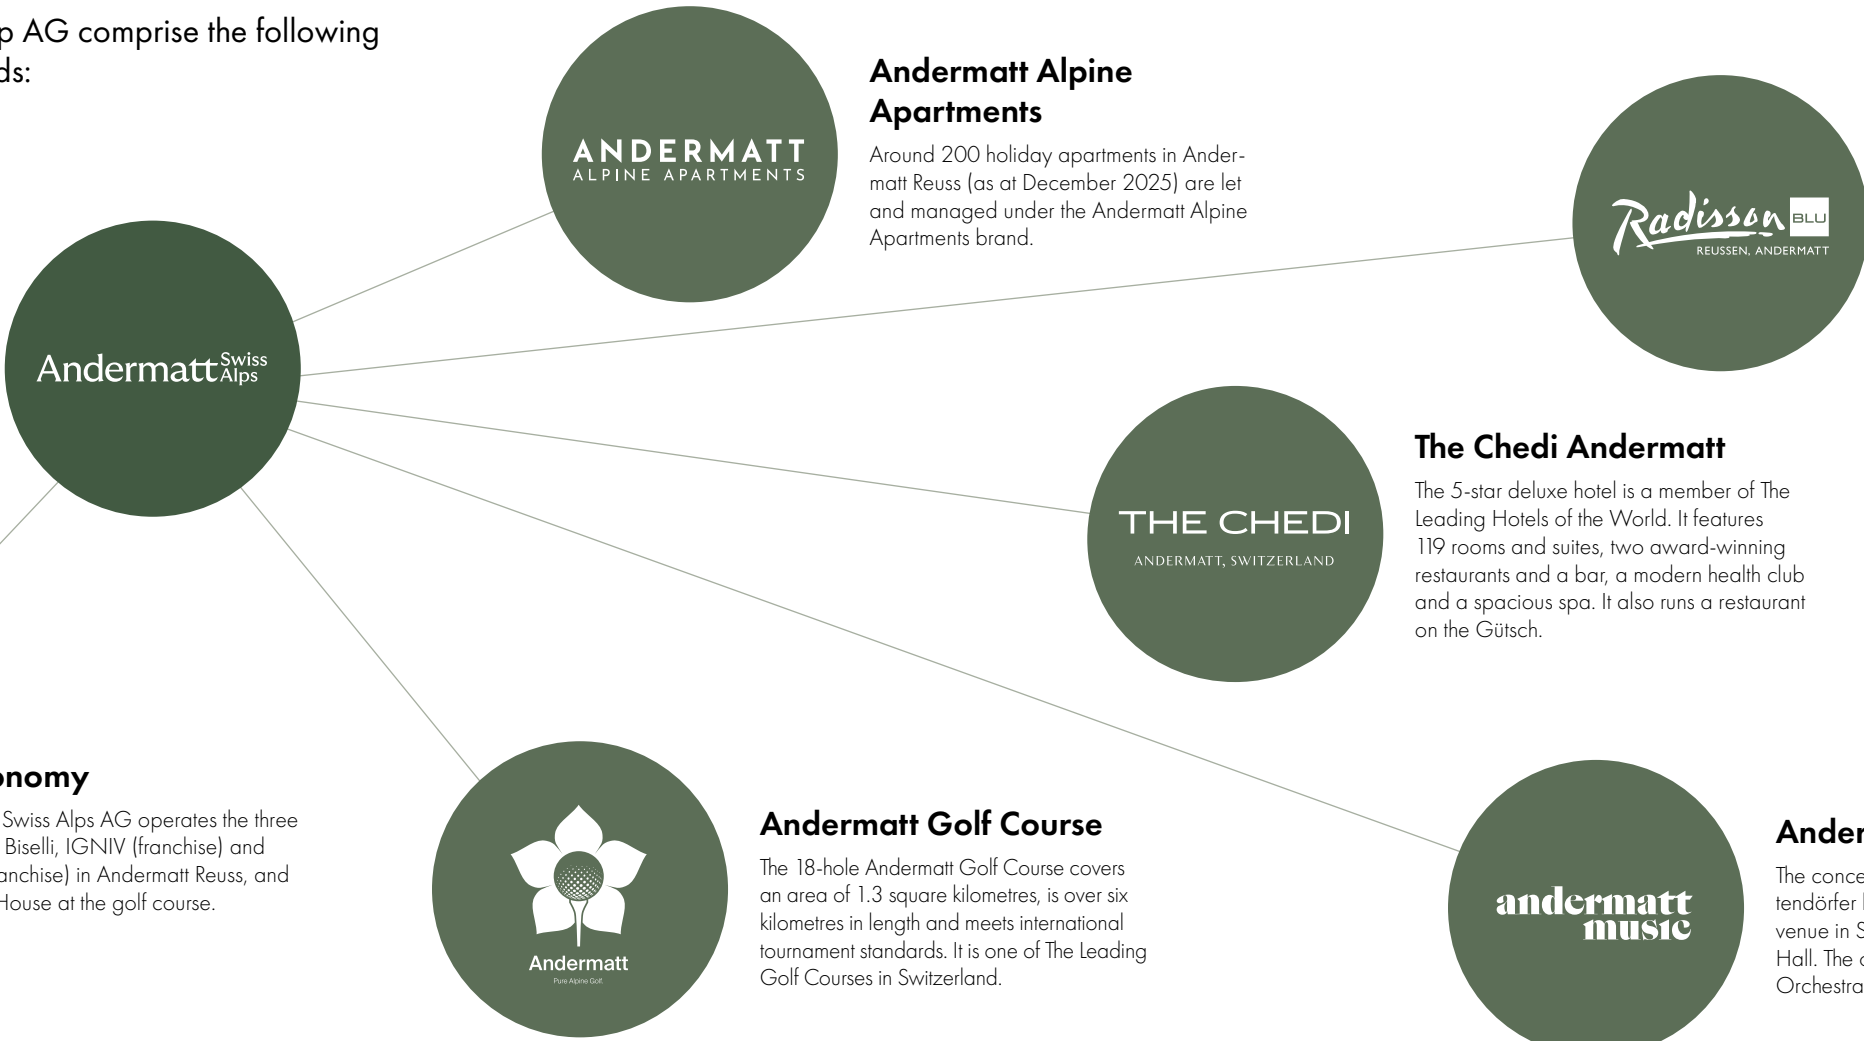 AG comprise the following
ANDERMATT
ALPINE APARTMENTS
Andermatt Alpine
Apartments
Around 200 holiday apartments in Ander-
matt Reuss (as at December 2025) are let
and managed under the Andermatt Alpine
Apartments brand.
Radisson BLU
REUSSEN, ANDERMATT
Andermatt Swiss
Alps
THE CHEDI
ANDERMATT, SWITZERLAND
The Chedi Andermatt
The 5-star deluxe hotel is a member of The
Leading Hotels of the World. It features
119 rooms and suites, two award-winning
restaurants and a bar, a modern health club
and a spacious spa. It also runs a restaurant
on the Gütsch.
onomy
Swiss Alps AG operates the three
Biselli, IGNIV (franchise) and
anchise) in Andermatt Reuss, and
House at the golf course.
Andermatt
Pure Alpine Golf.
Andermatt Golf Course
The 18-hole Andermatt Golf Course covers
an area of 1.3 square kilometres, is over six
kilometres in length and meets international
tournament standards. It is one of The Leading
Golf Courses in Switzerland.
andermatt
music
Ander
The conce
tendörfer
venue in S
Hall. The
Orchestra